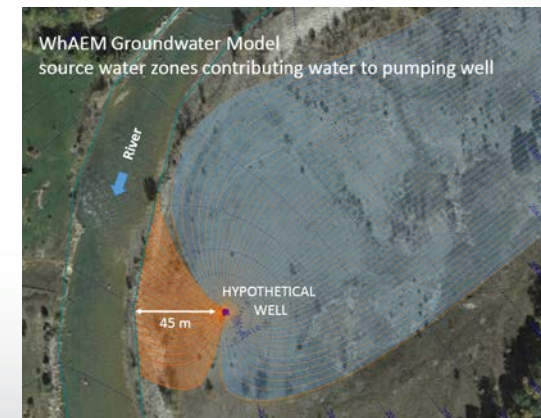 WhAEM Groundwater Model
source water zones contributing water to pumping well
River
HYPOTHETICAL
WELL
45 m